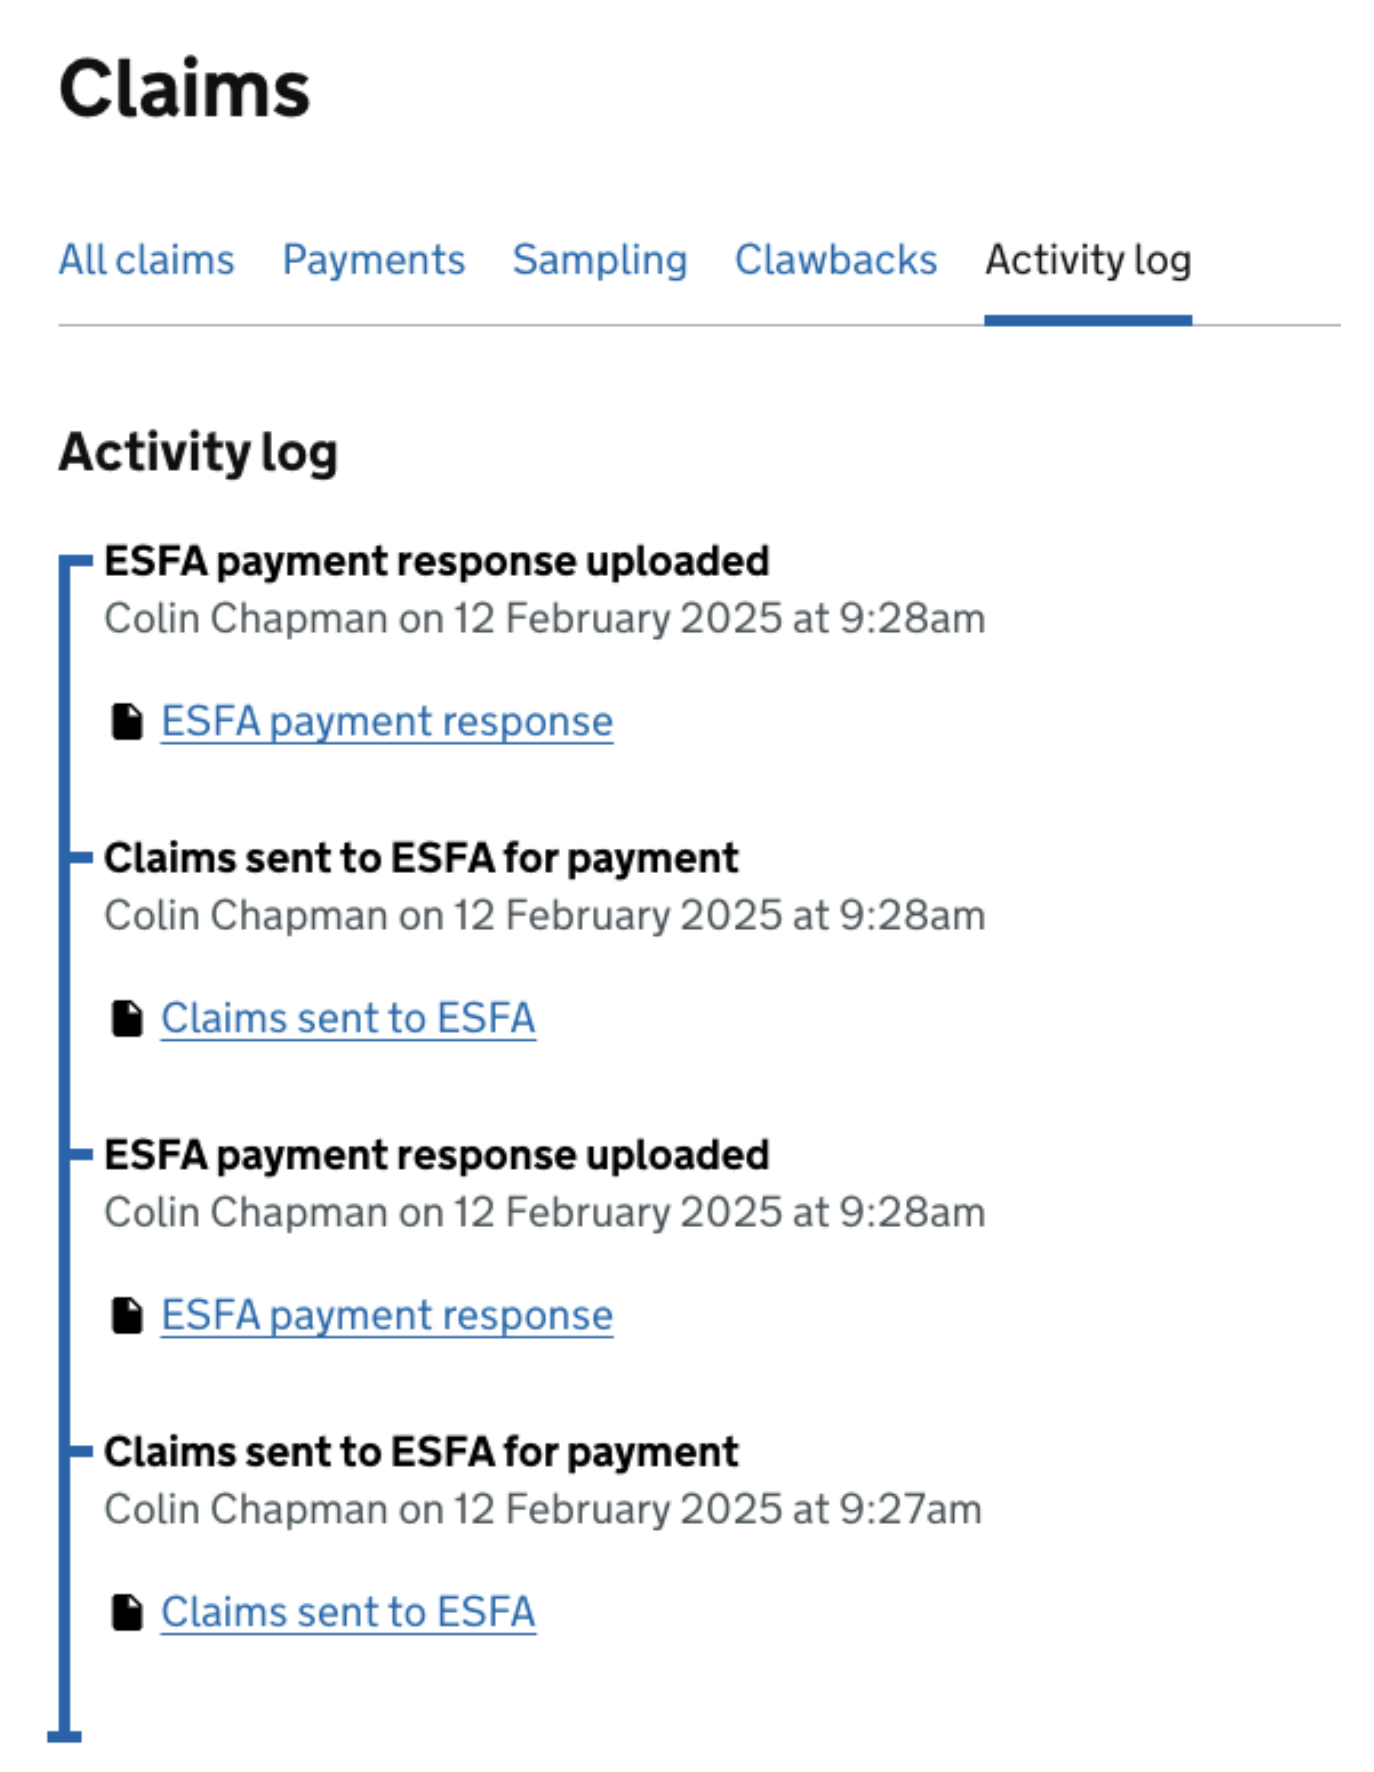 Claims
All claims Payments Sampling Clawbacks Activity log
Activity log
ESFA payment response uploaded
Colin Chapman on 12 February 2025 at 9:28am
ESFA payment response
Claims sent to ESFA for payment
Colin Chapman on 12 February 2025 at 9:28am
Claims sent to ESFA
ESFA payment response uploaded
Colin Chapman on 12 February 2025 at 9:28am
ESFA payment response
Claims sent to ESFA for payment
Colin Chapman on 12 February 2025 at 9:27am
Claims sent to ESFA